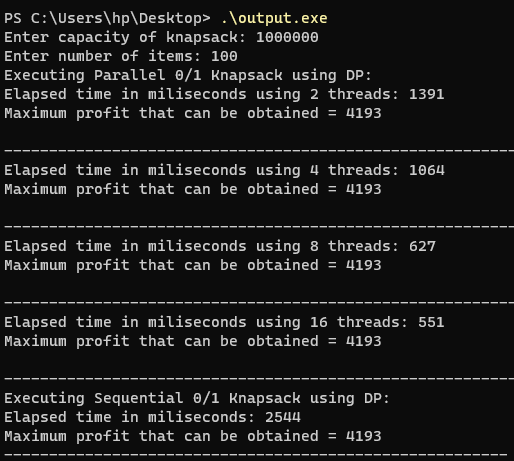 PS C:\Users\hp\Desktop> .\output.exe
Enter capacity of knapsack: 1000000
Enter number of items: 100
Executing Parallel 0/1 Knapsack using DP:
Elapsed time in miliseconds using 2 threads: 1391
Maximum profit that can be obtained = 4193
---------------------------------------------------------
Elapsed time in miliseconds using 4 threads: 1064
Maximum profit that can be obtained = 4193
---------------------------------------------------------
Elapsed time in miliseconds using 8 threads: 627
Maximum profit that can be obtained = 4193
---------------------------------------------------------
Elapsed time in miliseconds using 16 threads: 551
Maximum profit that can be obtained = 4193
---------------------------------------------------------
Executing Sequential 0/1 Knapsack using DP:
Elapsed time in miliseconds: 2544
Maximum profit that can be obtained = 4193
--------------------------------------------------------